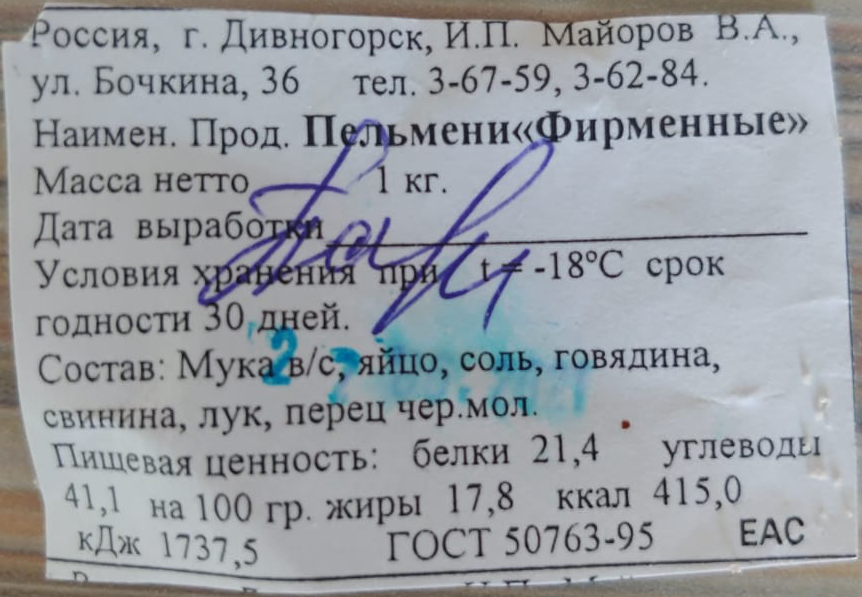 Россия, г. Дивногорск, И.П. Майоров В.А.,
ул. Бочкина, 36 тел. 3-67-59, 3-62-84.
Наимен. Прод. Пельмени«Фирменные»
Масса нетто 1 кг.
Дата выработки
Условия хранения при t = -18°С срок
годности 30 дней.
Состав: Мука в/с, яйцо, соль, говядина,
свинина, лук, перец чер.мол.
Пищевая ценность: белки 21,4 углеводы
41,1 на 100 гр. жиры 17,8 ккал 415,0
кДж 1737,5 ГОСТ 50763-95 ЕАС